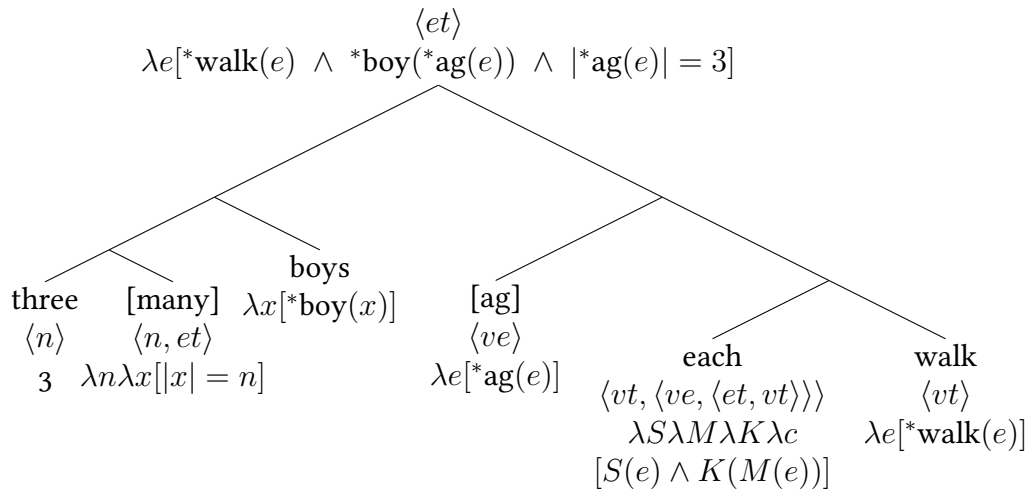 ⟨et⟩
λe[*walk(e) ∧ *boy(*ag(e)) ∧ |*ag(e)| = 3]
three
⟨n⟩
3
[many]
⟨n, et⟩
λnλx[|x| = n]
boys
λx[*boy(x)]
[ag]
⟨ve⟩
λe[*ag(e)]
each
⟨vt, ⟨ve, ⟨et, vt⟩⟩⟩
λSλMλKλc
[S(e) ∧ K(M(e))]
walk
⟨vt⟩
λe[*walk(e)]